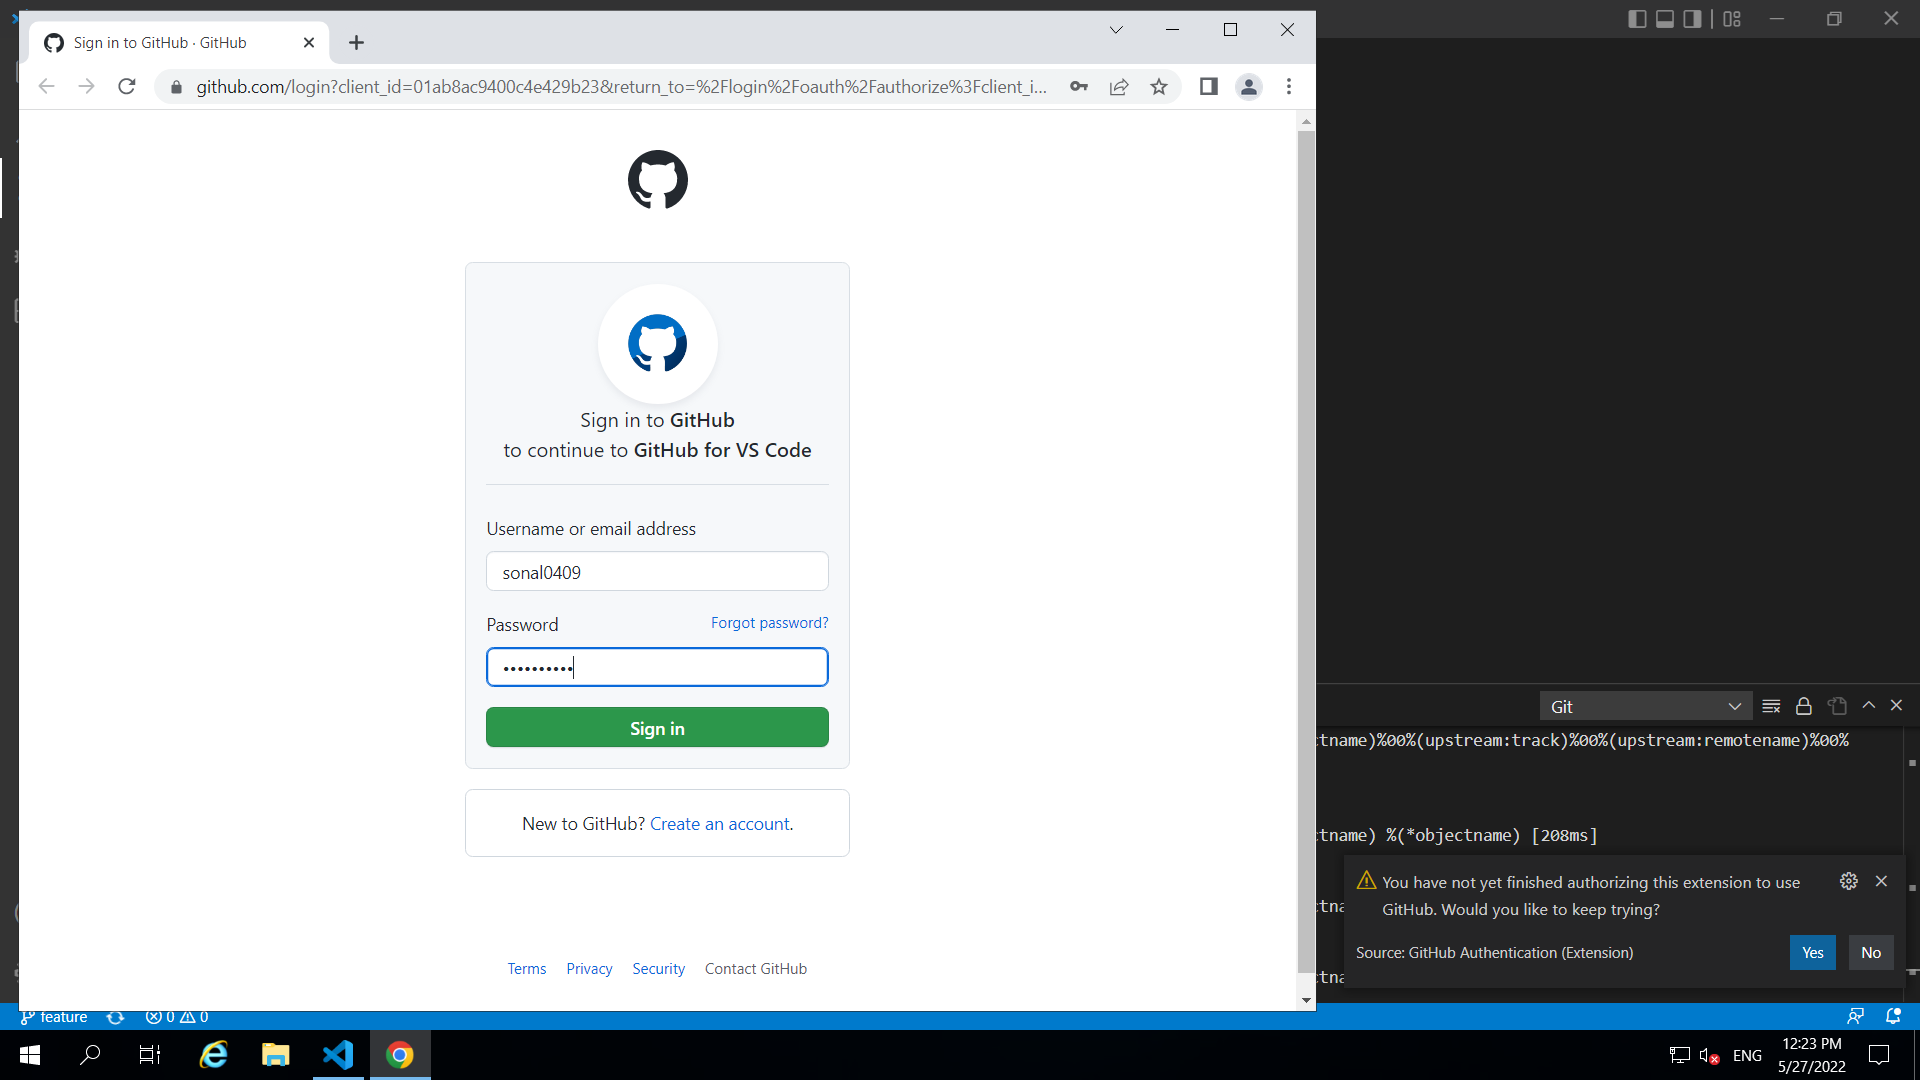 Sign in to GitHub · GitHub
github.com/login?client_id=01ab8ac9400c4e429b23&return_to=%2Flogin%2Foauth%2Fauthorize%3Fclient_i...
Sign in to GitHub
to continue to GitHub for VS Code
Username or email address
sonal0409
Password
Forgot password?
••••••••••
Sign in
New to GitHub? Create an account.
Terms
Privacy
Security
Contact GitHub
Git
tname)%00%(upstream:track)%00%(upstream:remotename)%00%
tname) %(*objectname) [208ms]
tna
tna
You have not yet finished authorizing this extension to use
GitHub. Would you like to keep trying?
Source: GitHub Authentication (Extension)
Yes
No
feature
0
0
ENG
12:23 PM
5/27/2022